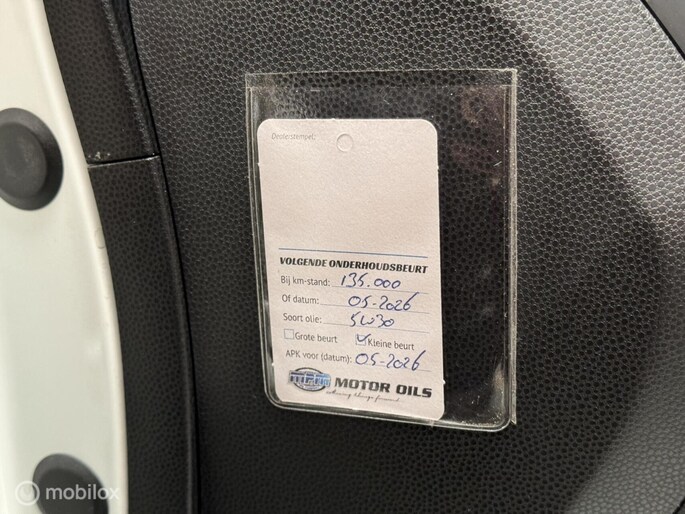 Dealerstempel:
VOLGENDE ONDERHOUDSBEURT
Bij km-stand: 135.000
Of datum: 05-2026
Soort olie: 5W30
Grote beurt Kleine beurt
APK voor (datum): 05-2026
MOTOR OILS
© mobilox